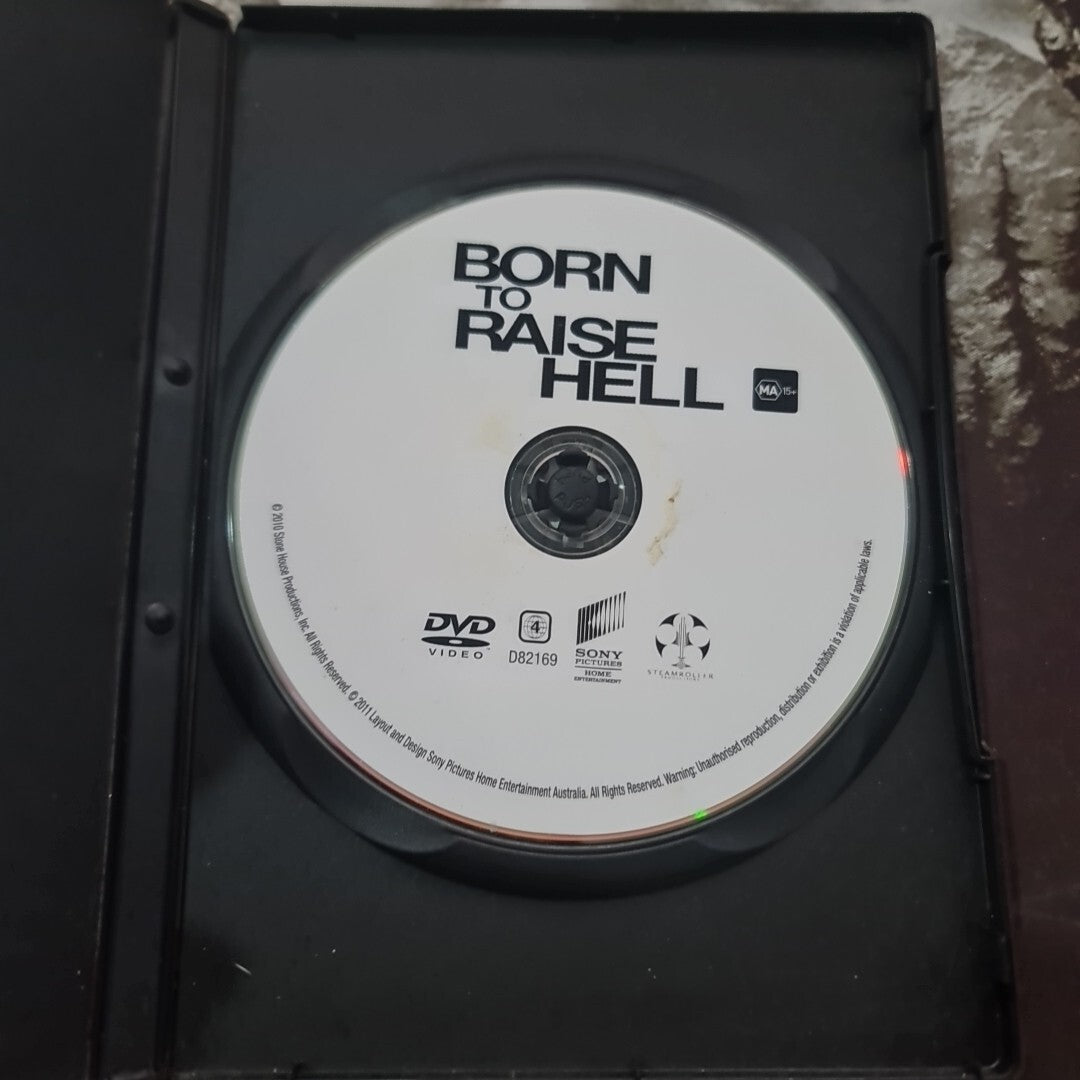 BORN
TO
RAISE
HELL
MA 15+
DVD
VIDEO
4
D82169
SONY
PICTURES
HOME
ENTERTAINMENT
STEAMROLLER
PRODUCTIONS
© 2010 Stone House Productions, Inc. All Rights Reserved. © 2011 Layout and Design Sony Pictures Home Entertainment Australia. All Rights Reserved. Warning: Unauthorised reproduction, distribution or exhibition is a violation of applicable laws.